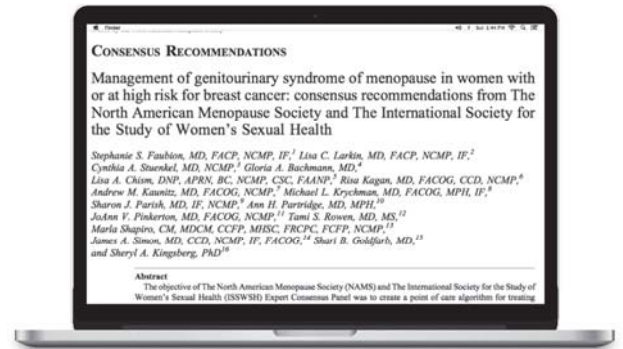 Finder
CONSENSUS RECOMMENDATIONS
Management of genitourinary syndrome of menopause in women with
or at high risk for breast cancer: consensus recommendations from The
North American Menopause Society and The International Society for
the Study of Women's Sexual Health
Stephanie S. Faubion, MD, FACP, NCMP, IF,1 Lisa C. Larkin, MD, FACP, NCMP, IF,2
Cynthia A. Stuenkel, MD, NCMP,3 Gloria A. Bachmann, MD,4
Lisa A. Chism, DNP, APRN, BC, NCMP, CSC, FAANP,5 Risa Kagan, MD, FACOG, CCD, NCMP,6
Andrew M. Kaunitz, MD, FACOG, NCMP,7 Michael L. Krychman, MD, FACOG, MPH, IF,8
Sharon J. Parish, MD, IF, NCMP,9 Ann H. Partridge, MD, MPH,10
JoAnn V. Pinkerton, MD, FACOG, NCMP,11 Tami S. Rowen, MD, MS,12
Marla Shapiro, CM, MDCM, CCFP, MHSC, FRCPC, FCFP, NCMP,13
James A. Simon, MD, CCD, NCMP, IF, FACOG,14 Shari B. Goldfarb, MD,15
and Sheryl A. Kingsberg, PhD16
Abstract
The objective of The North American Menopause Society (NAMS) and The International Society for the Study of
Women's Sexual Health (ISSWSH) Expert Consensus Panel was to create a point of care algorithm for treating